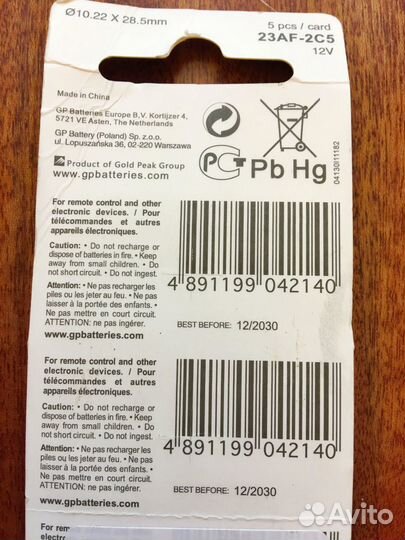 Ø10.22 X 28.5mm
5 pcs / card
23AF-2C5
12V
Made in China
GP Batteries Europe B.V. Kortijzer 4,
5721 VE Asten, The Netherlands
GP Battery (Poland) Sp. z.o.o.
ul. Lopuszańska 36, 02-220 Warszawa
Product of Gold Peak Group
www.gpbatteries.com
PCT
Pb Hg
04130I11182
For remote control and other
electronic devices. / Pour
télécommandes et autres
appareils électroniques.
Caution: • Do not recharge or
dispose of batteries in fire. • Keep
away from small children. • Do
not short circuit. • Do not ingest.
Attention: • Ne pas recharger les
piles ou les jeter au feu. • Ne pas
laisser à la portée des enfants.
• Ne pas mettre en court circuit.
ATTENTION: ne pas ingérer.
www.gpbatteries.com
4 891199 042140
BEST BEFORE: 12/2030
For remote control and other
electronic devices. / Pour
télécommandes et autres
appareils électroniques.
Caution: • Do not recharge or
dispose of batteries in fire. • Keep
away from small children. • Do
not short circuit. • Do not ingest.
Attention: • Ne pas recharger les
piles ou les jeter au feu. • Ne pas
laisser à la portée des enfants.
• Ne pas mettre en court circuit.
ATTENTION: ne pas ingérer.
www.gpbatteries.com
4 891199 042140
BEST BEFORE: 12/2030
For
Avito